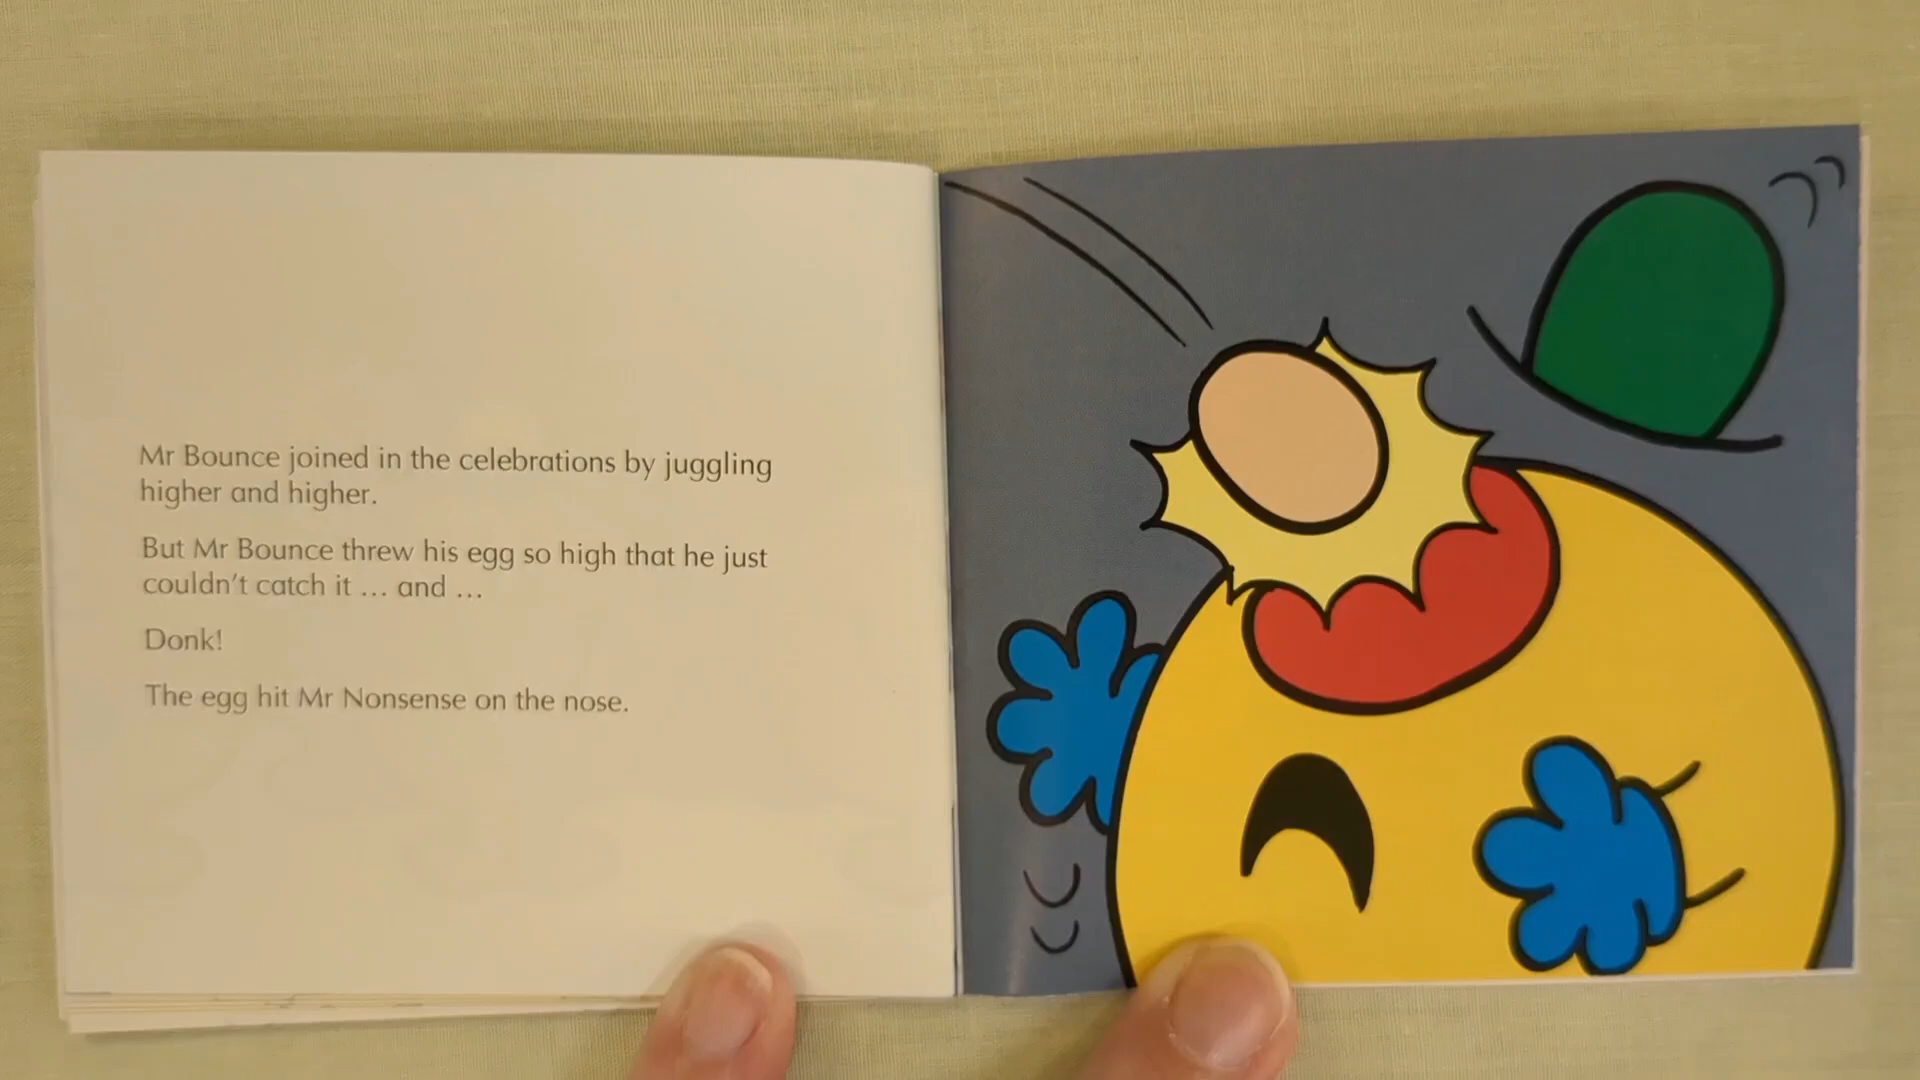 Mr Bounce joined in the celebrations by juggling
higher and higher.
But Mr Bounce threw his egg so high that he just
couldn't catch it ... and ...
Donk!
The egg hit Mr Nonsense on the nose.